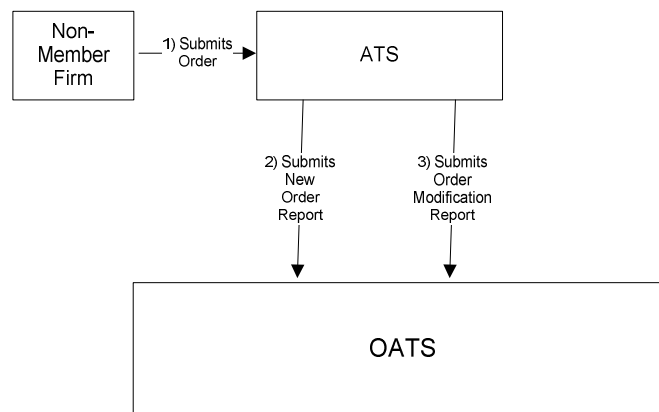 Non-
Member
Firm
1) Submits
Order
ATS
2) Submits
New
Order
Report
3) Submits
Order
Modification
Report
OATS